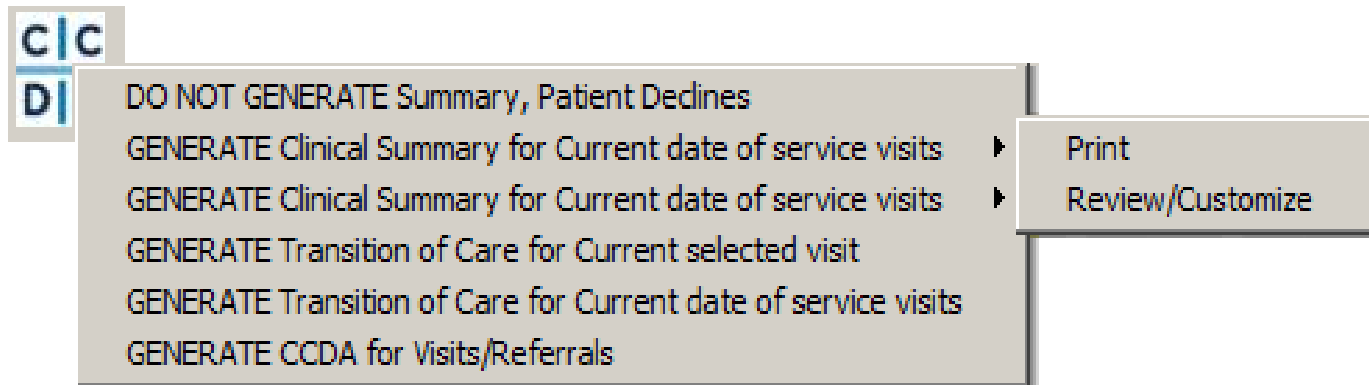 C C
D
DO NOT GENERATE Summary, Patient Declines
GENERATE Clinical Summary for Current date of service visits
GENERATE Clinical Summary for Current date of service visits
GENERATE Transition of Care for Current selected visit
GENERATE Transition of Care for Current date of service visits
GENERATE CCDA for Visits/Referrals
Print
Review/Customize